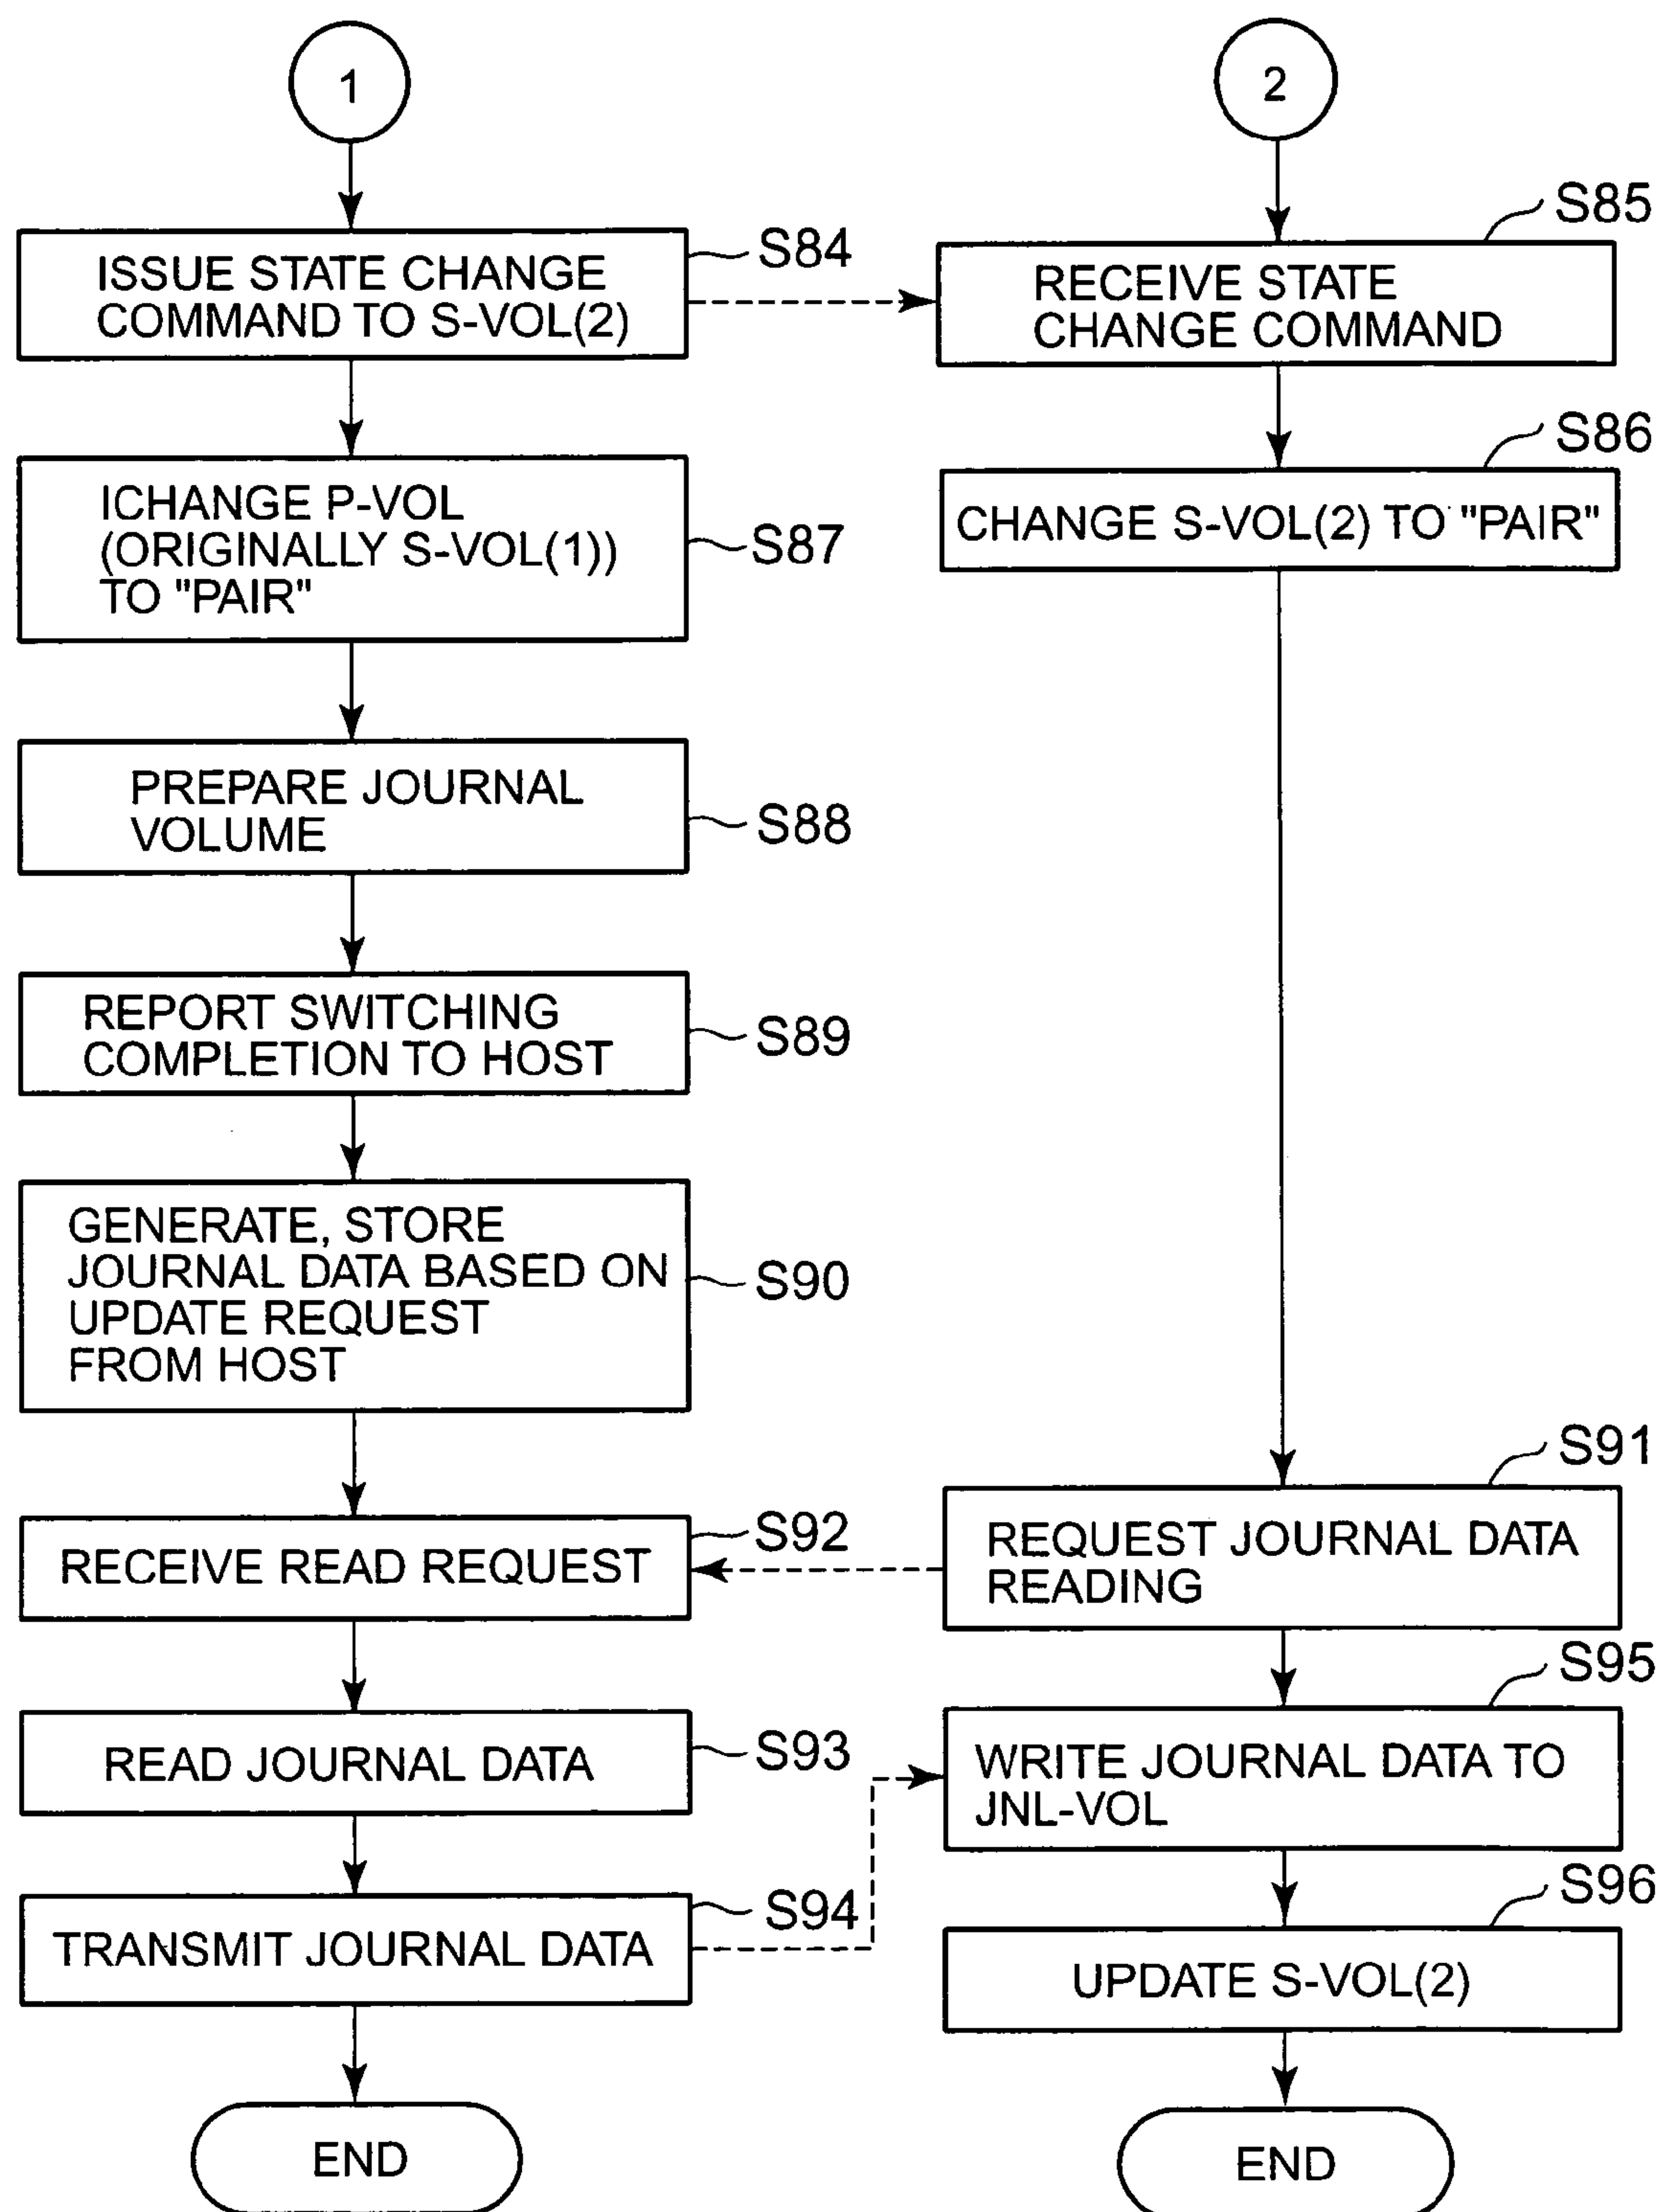 1
2
ISSUE STATE CHANGE
COMMAND TO S-VOL(2)
S84
RECEIVE STATE
CHANGE COMMAND
S85
ICHANGE P-VOL
(ORIGINALLY S-VOL(1))
TO "PAIR"
S87
CHANGE S-VOL(2) TO "PAIR"
S86
PREPARE JOURNAL
VOLUME
S88
REPORT SWITCHING
COMPLETION TO HOST
S89
GENERATE, STORE
JOURNAL DATA BASED ON
UPDATE REQUEST
FROM HOST
S90
REQUEST JOURNAL DATA
READING
S91
RECEIVE READ REQUEST
S92
READ JOURNAL DATA
S93
WRITE JOURNAL DATA TO
JNL-VOL
S95
TRANSMIT JOURNAL DATA
S94
UPDATE S-VOL(2)
S96
END
END